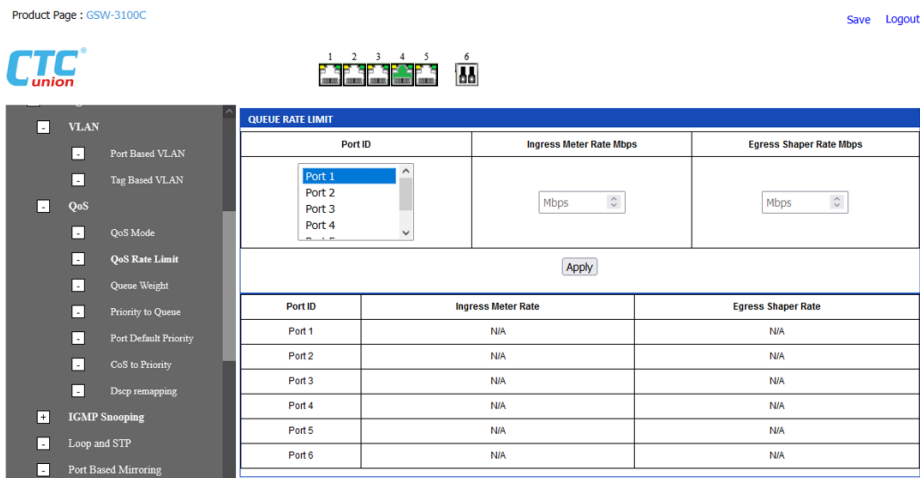 Product Page : GSW-3100C
Save Logout
CTC
union
®
1 2 3 4 5 6
VLAN
Port Based VLAN
Tag Based VLAN
QoS
QoS Mode
QoS Rate Limit
Queue Weight
Priority to Queue
Port Default Priority
CoS to Priority
Dscp remapping
IGMP Snooping
Loop and STP
Port Based Mirroring
QUEUE RATE LIMIT
Port ID Ingress Meter Rate Mbps Egress Shaper Rate Mbps
Port 1
Port 2
Port 3
Port 4
Mbps Mbps
Apply
Port ID Ingress Meter Rate Egress Shaper Rate
Port 1 N/A N/A
Port 2 N/A N/A
Port 3 N/A N/A
Port 4 N/A N/A
Port 5 N/A N/A
Port 6 N/A N/A